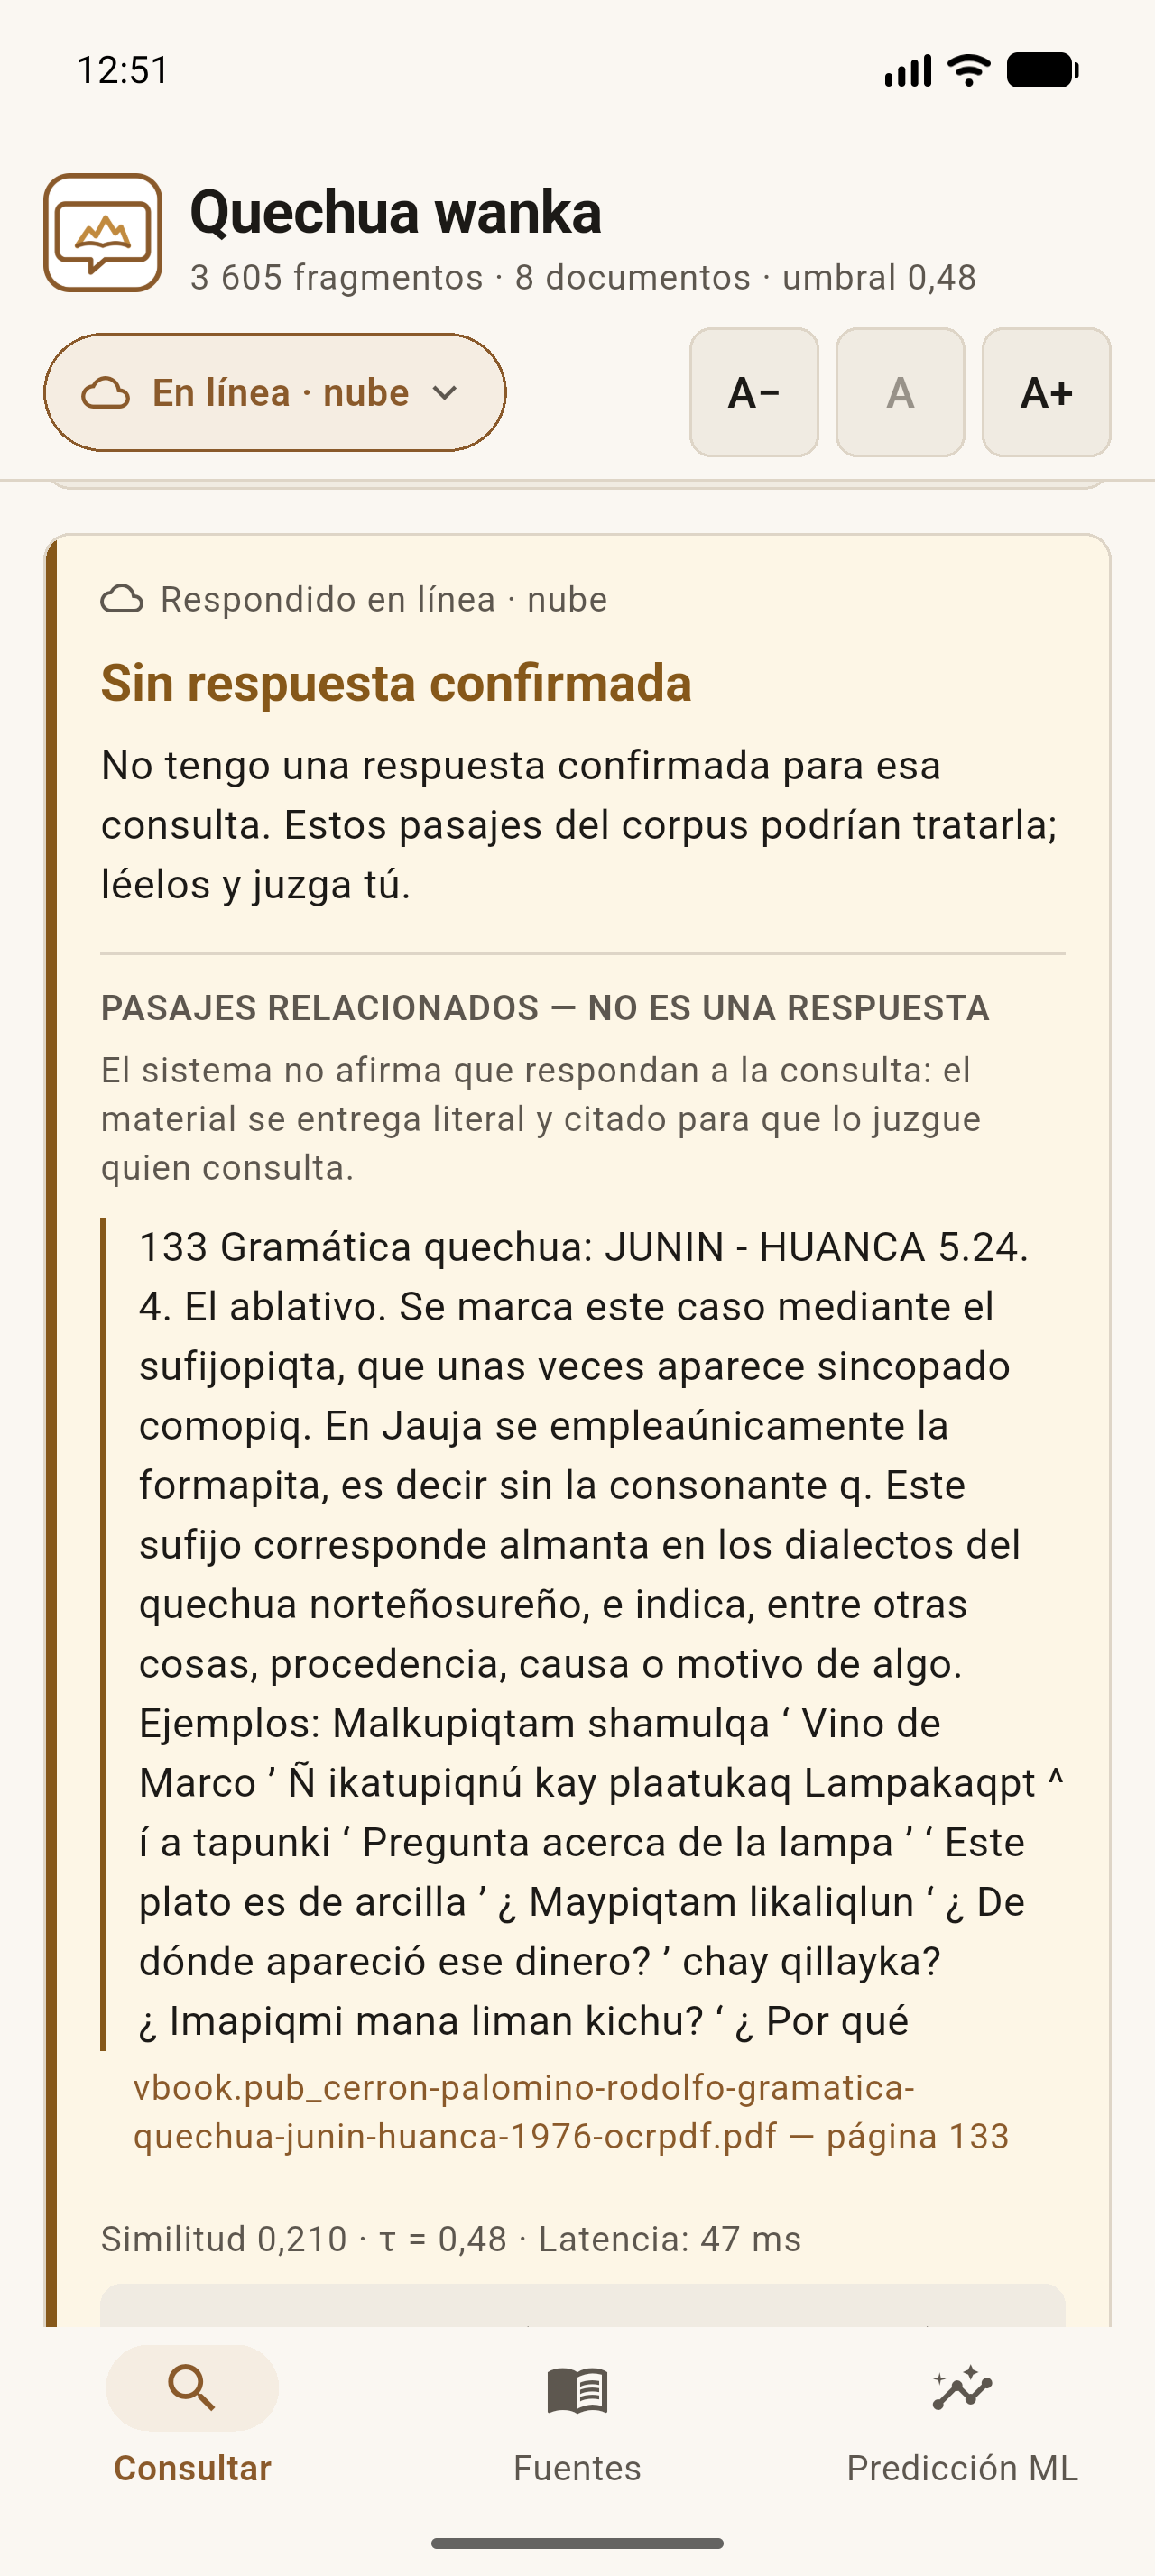 12:51
Quechua wanka
3 605 fragmentos · 8 documentos · umbral 0,48
En línea · nube
A−
A
A+
Respondido en línea · nube
Sin respuesta confirmada
No tengo una respuesta confirmada para esa
consulta. Estos pasajes del corpus podrían tratarla;
léelos y juzga tú.
PASAJES RELACIONADOS — NO ES UNA RESPUESTA
El sistema no afirma que respondan a la consulta: el
material se entrega literal y citado para que lo juzgue
quien consulta.
133 Gramática quechua: JUNIN - HUANCA 5.24.
4. El ablativo. Se marca este caso mediante el
sufijopiqta, que unas veces aparece sincopado
comopiq. En Jauja se empleaúnicamente la
formapita, es decir sin la consonante q. Este
sufijo corresponde almanta en los dialectos del
quechua norteñosureño, e indica, entre otras
cosas, procedencia, causa o motivo de algo.
Ejemplos: Malkupiqtam shamulqa ‘ Vino de
Marco ’ Ñ ikatupiqnú kay plaatukaq Lampakaqpt ^
í a tapunki ‘ Pregunta acerca de la lampa ’ ‘ Este
plato es de arcilla ’ ¿ Maypiqtam likaliqlun ‘ ¿ De
dónde apareció ese dinero? ’ chay qillayka?
¿ Imapiqmi mana liman kichu? ‘ ¿ Por qué
vbook.pub_cerron-palomino-rodolfo-gramatica-
quechua-junin-huanca-1976-ocrpdf.pdf — página 133
Similitud 0,210 · τ = 0,48 · Latencia: 47 ms
Consultar
Fuentes
Predicción ML